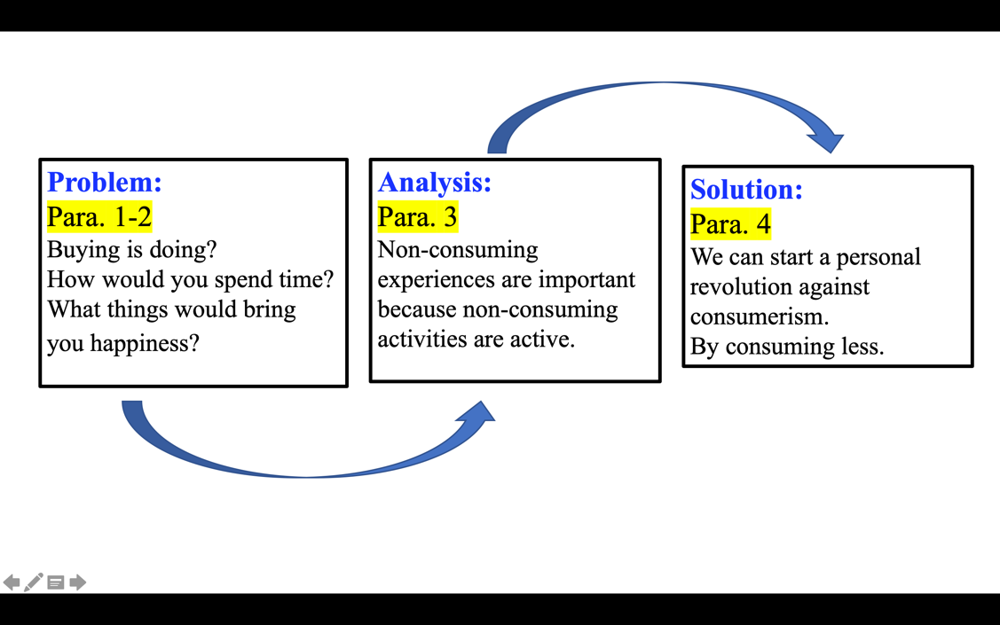 Problem:
Para. 1-2
Buying is doing?
How would you spend time?
What things would bring
you happiness?
Analysis:
Para. 3
Non-consuming
experiences are important
because non-consuming
activities are active.
Solution:
Para. 4
We can start a personal
revolution against
consumerism.
By consuming less.